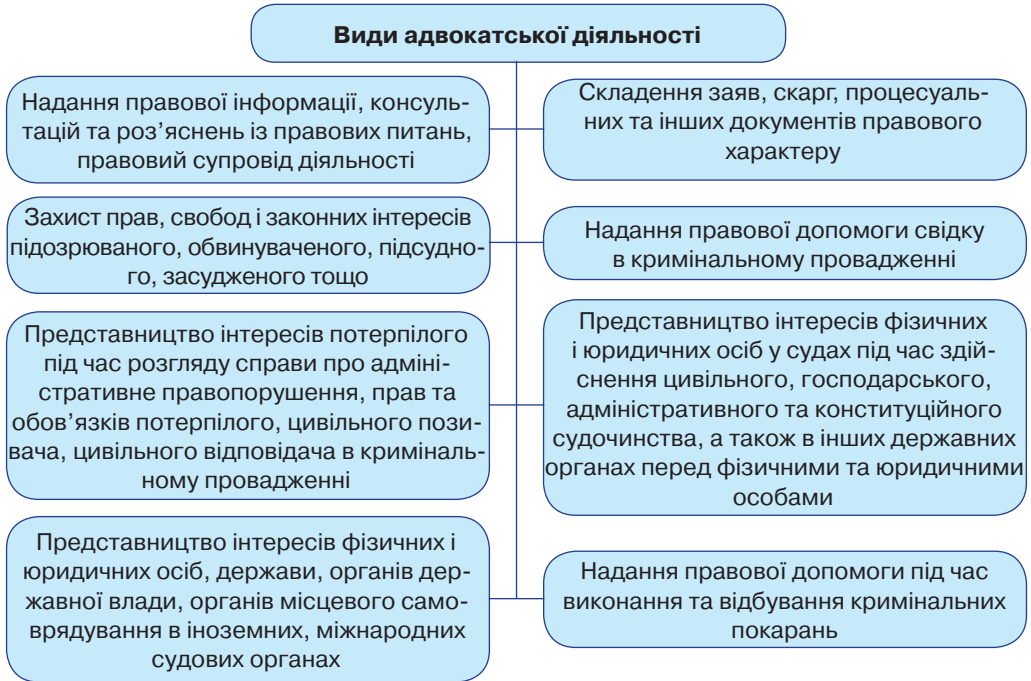 Види адвокатської діяльності
Надання правової інформації, консуль-
тацій та роз’яснень із правових питань,
правовий супровід діяльності
Складення заяв, скарг, процесуаль-
них та інших документів правового
характеру
Захист прав, свобод і законних інтересів
підозрюваного, обвинуваченого, підсудно-
го, засудженого тощо
Надання правової допомоги свідку
в кримінальному провадженні
Представництво інтересів потерпілого
під час розгляду справи про адміні-
стративне правопорушення, прав та
обов’язків потерпілого, цивільного пози-
вача, цивільного відповідача в криміналь-
ному провадженні
Представництво інтересів фізичних
і юридичних осіб у судах під час здій-
снення цивільного, господарського,
адміністративного та конституційного
судочинства, а також в інших державних
органах перед фізичними та юридичними
особами
Представництво інтересів фізичних і
юридичних осіб, держави, органів дер-
жавної влади, органів місцевого само-
врядування в іноземних, міжнародних
судових органах
Надання правової допомоги під час
виконання та відбування кримінальних
покарань